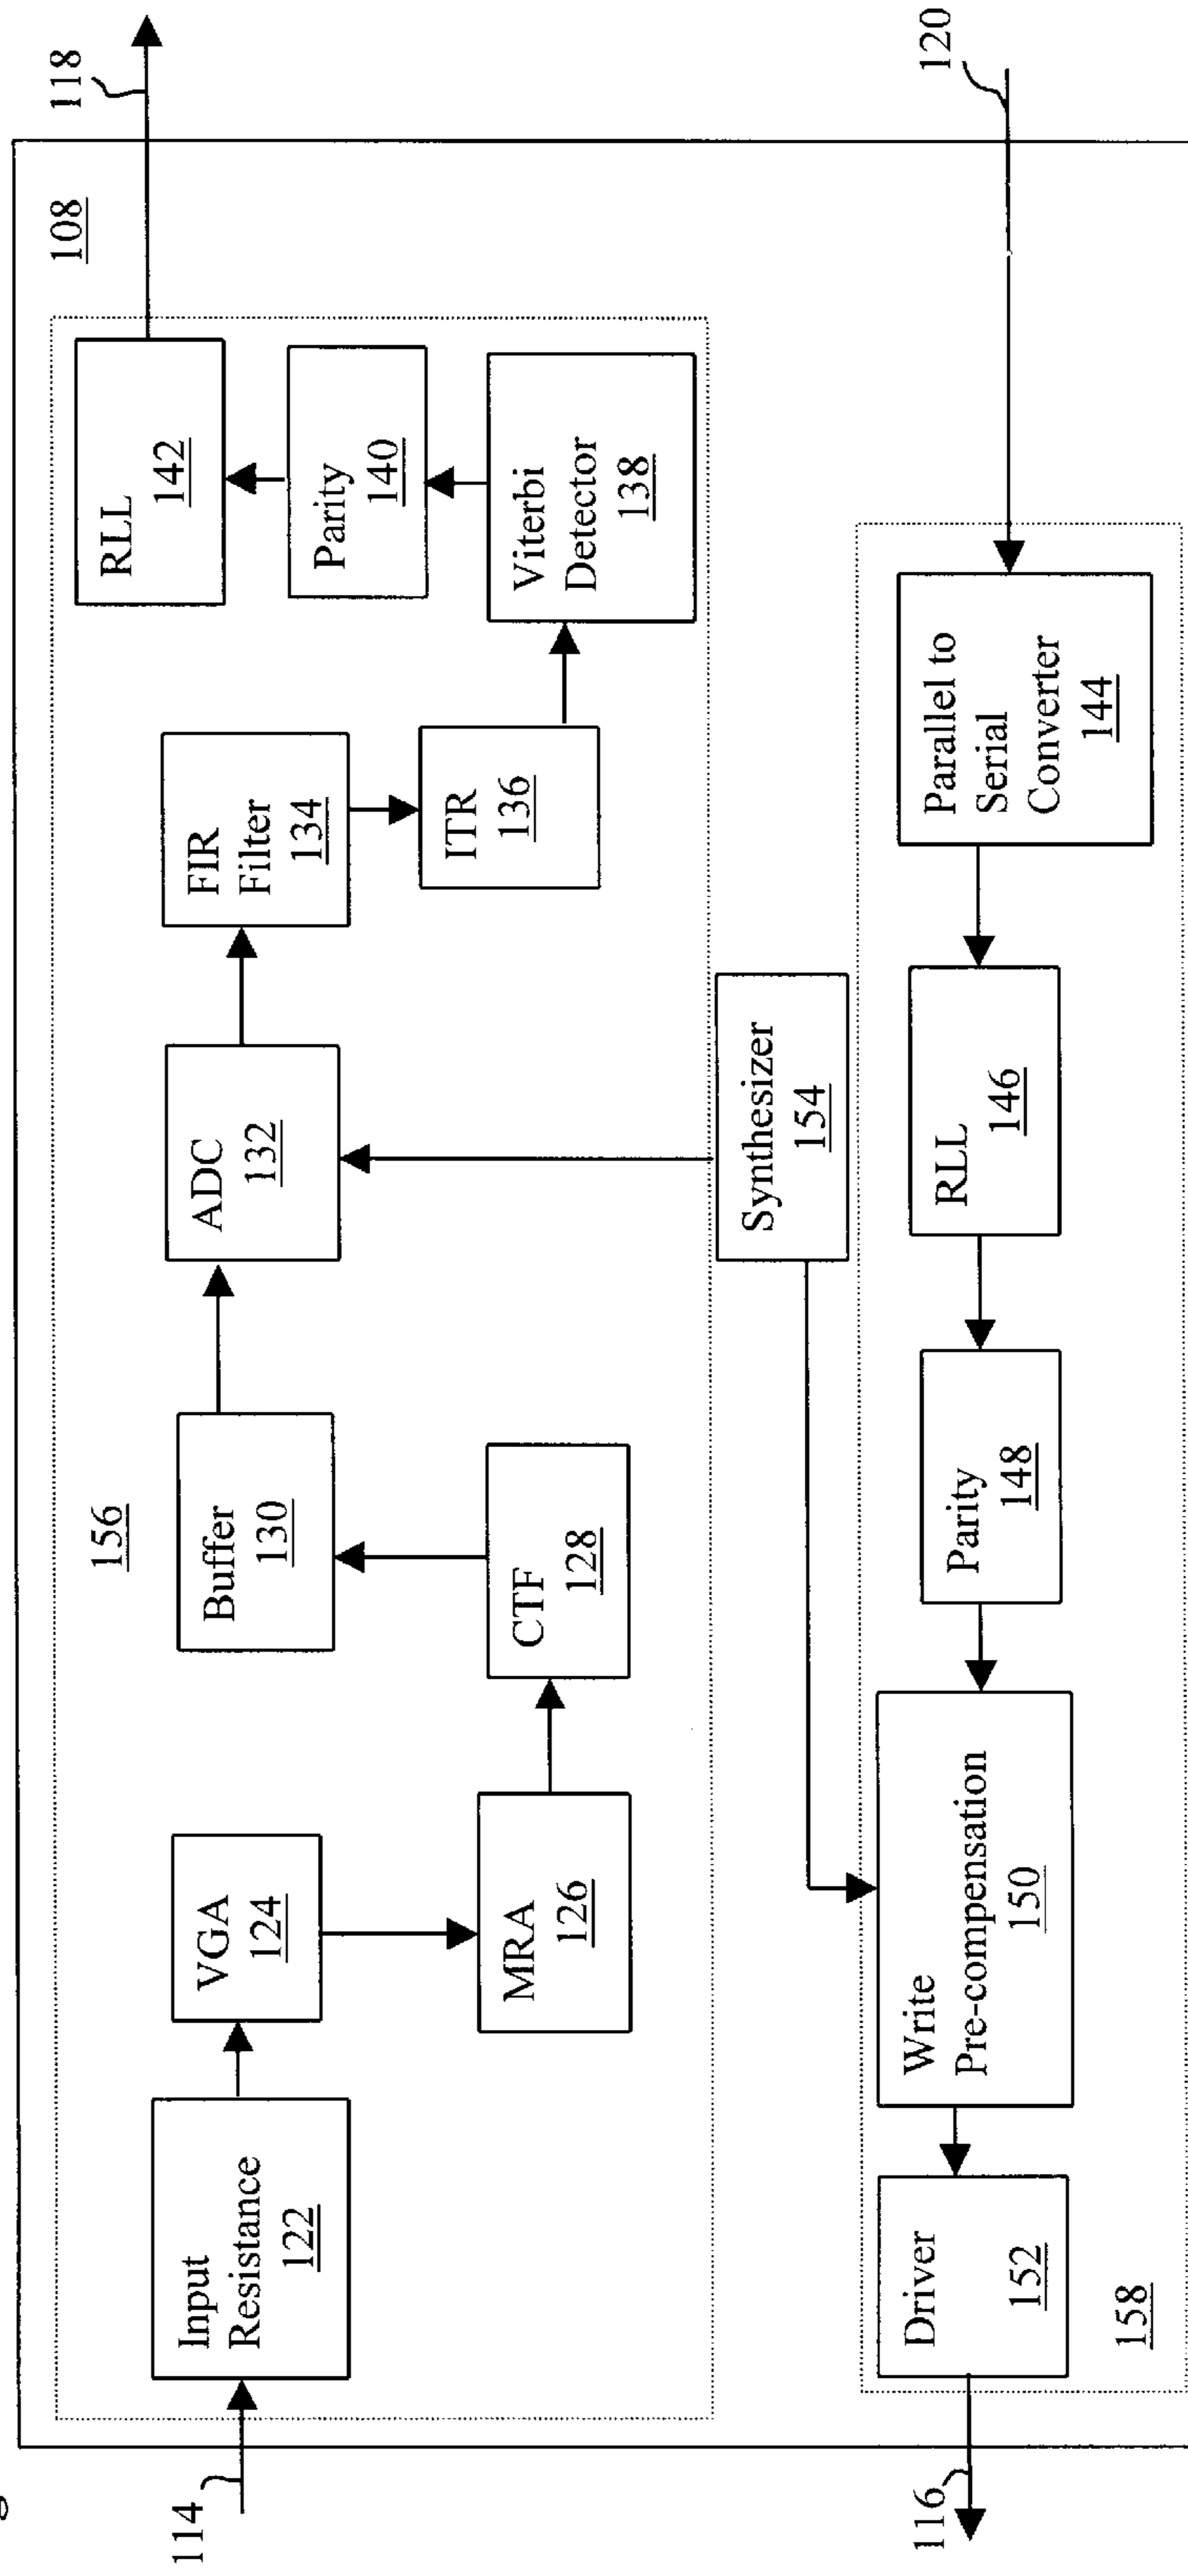 118
108
156
RLL
142
Parity
140
Viterbi
Detector
138
FIR
Filter
134
ITR
136
ADC
132
Buffer
130
CTF
128
VGA
124
MRA
126
Input
Resistance
122
114
Synthesizer
154
120
Parallel to
Serial
Converter
144
RLL
146
Parity
148
Write
Pre-compensation
150
Driver
152
158
116